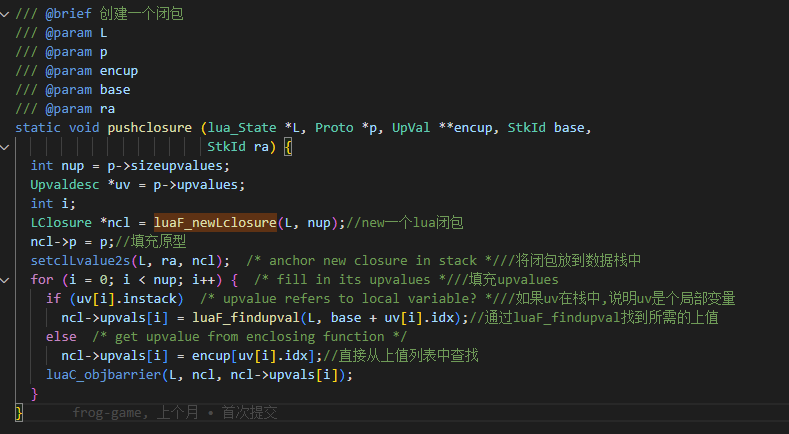 /// @brief 创建一个闭包
/// @param L
/// @param p
/// @param encup
/// @param base
/// @param ra
static void pushclosure (lua_State *L, Proto *p, UpVal **encup, StkId base,
                         StkId ra) {
  int nup = p->sizeupvalues;
  Upvaldesc *uv = p->upvalues;
  int i;
  LClosure *ncl = luaF_newLclosure(L, nup);//new一个lua闭包
  ncl->p = p;//填充原型
  setclLvalue2s(L, ra, ncl);  /* anchor new closure in stack *///将闭包放到数据栈中
  for (i = 0; i < nup; i++) {  /* fill in its upvalues *///填充upvalues
    if (uv[i].instack)  /* upvalue refers to local variable? *///如果uv在栈中,说明uv是个局部变量
      ncl->upvals[i] = luaF_findupval(L, base + uv[i].idx);//通过luaF_findupval找到所需的上值
    else  /* get upvalue from enclosing function */
      ncl->upvals[i] = encup[uv[i].idx];//直接从上值列表中查找
    luaC_objbarrier(L, ncl, ncl->upvals[i]);
  }
}      frog-game, 上个月 • 首次提交